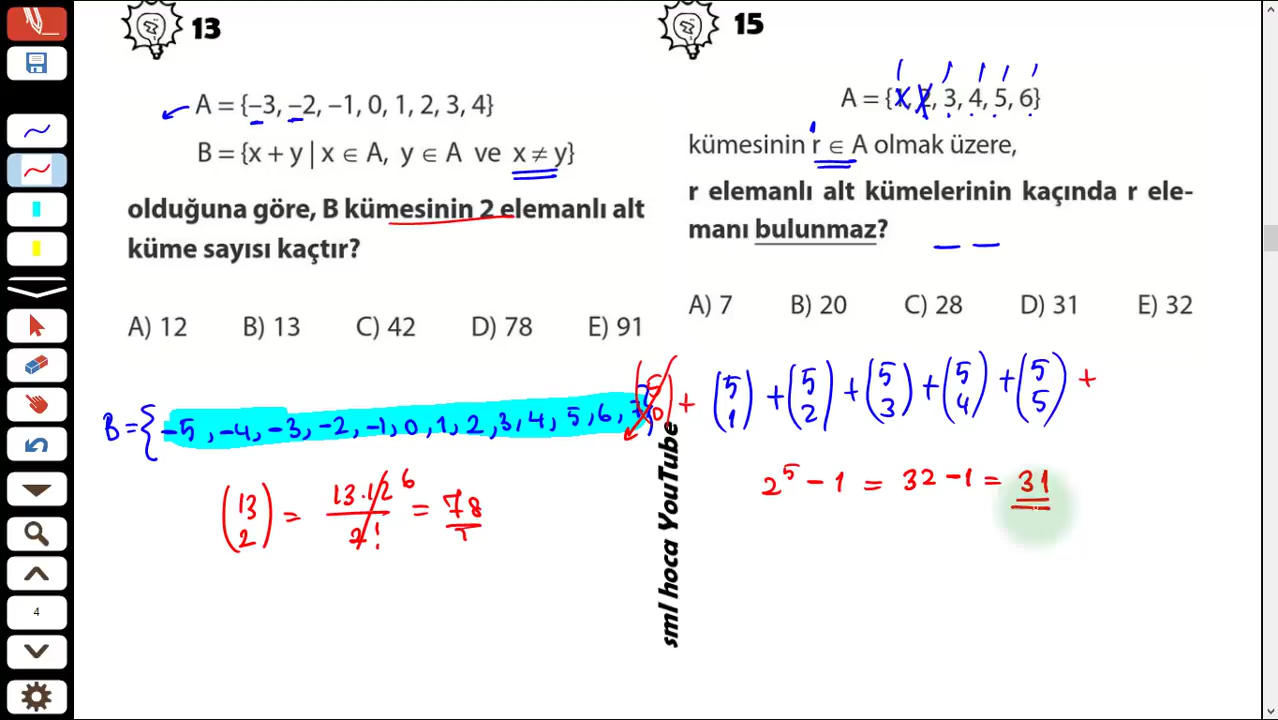 13
A = {–3, –2, –1, 0, 1, 2, 3, 4}
B = {x + y | x ∈ A, y ∈ A ve x ≠ y}
olduğuna göre, B kümesinin 2 elemanlı alt
küme sayısı kaçtır?
A) 12 B) 13 C) 42 D) 78 E) 91
B = {-5, -4, -3, -2, -1, 0, 1, 2, 3, 4, 5, 6, 7}
(13 2) = 13.12 6 / 2! = 78
15
A = {1, 2, 3, 4, 5, 6}
kümesinin r ∈ A olmak üzere,
r elemanlı alt kümelerinin kaçında r ele-
manı bulunmaz?
A) 7 B) 20 C) 28 D) 31 E) 32
(5 0) + (5 1) + (5 2) + (5 3) + (5 4) + (5 5) +
2^5 - 1 = 32 - 1 = 31
sml hoca YouTube
4